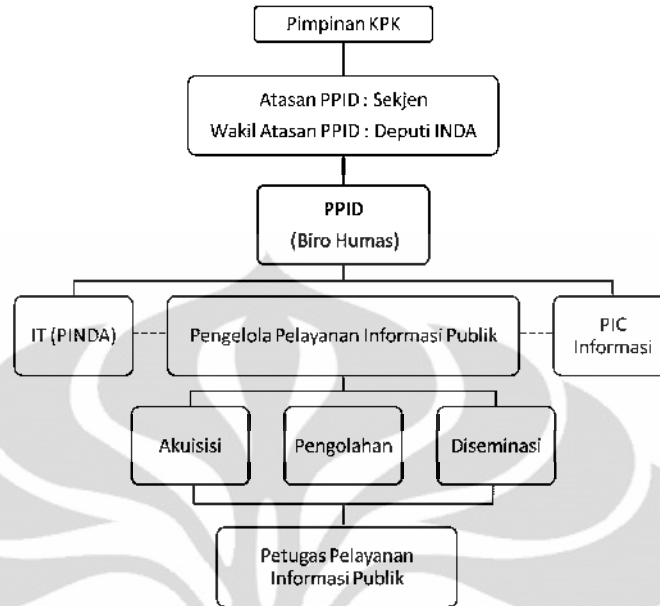 Pimpinan KPK
Atasan PPID : Sekjen
Wakil Atasan PPID : Deputi INDA
PPID
(Biro Humas)
IT (PINDA)
Pengelola Pelayanan Informasi Publik
PIC
Informasi
Akuisisi
Pengolahan
Diseminasi
Petugas Pelayanan
Informasi Publik